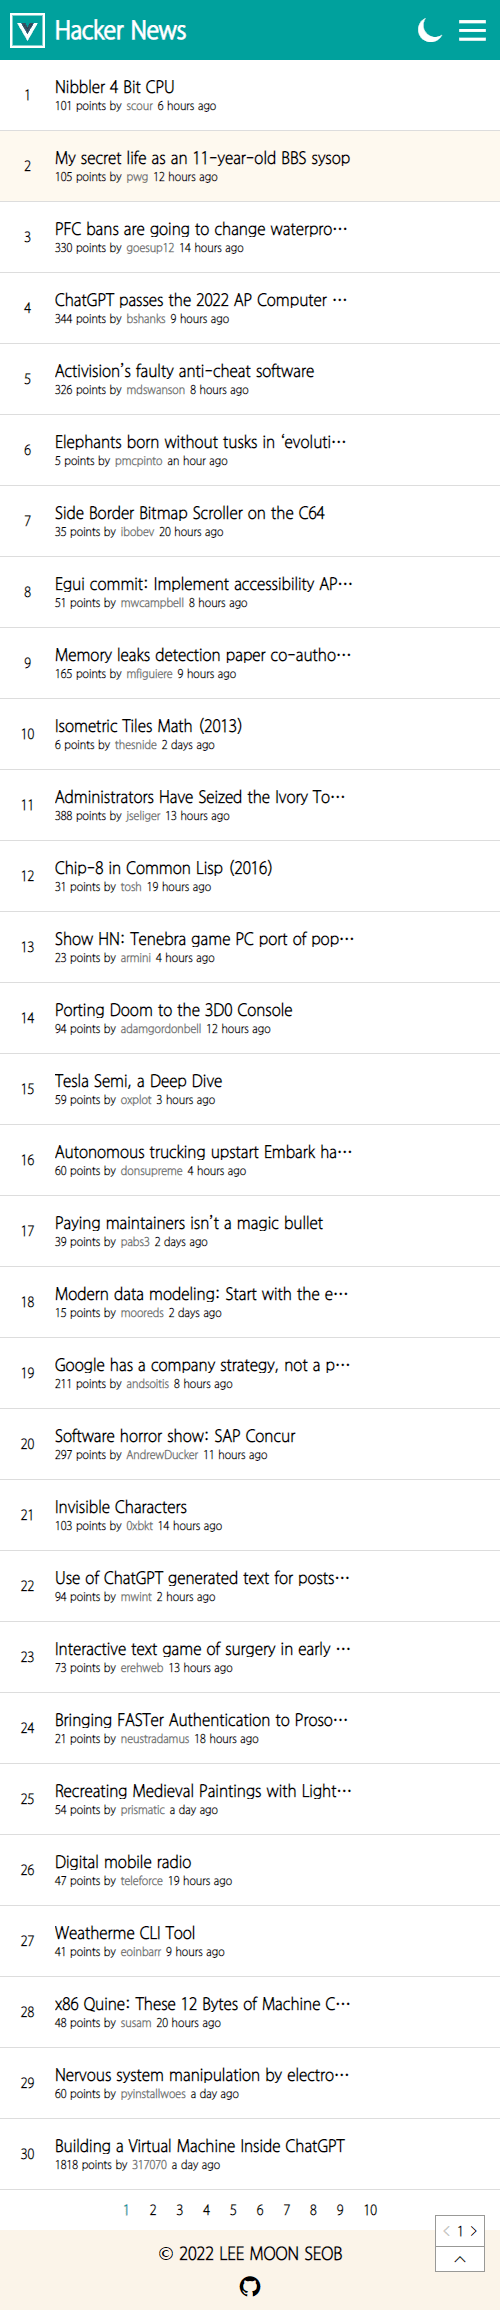 Hacker News
1
Nibbler 4 Bit CPU
101 points by scour 6 hours ago
2
My secret life as an 11-year-old BBS sysop
105 points by pwg 12 hours ago
3
PFC bans are going to change waterpro···
330 points by goesup12 14 hours ago
4
ChatGPT passes the 2022 AP Computer ···
344 points by bshanks 9 hours ago
5
Activision’s faulty anti-cheat software
326 points by mdswanson 8 hours ago
6
Elephants born without tusks in ‘evoluti···
5 points by pmcpinto an hour ago
7
Side Border Bitmap Scroller on the C64
35 points by ibobev 20 hours ago
8
Egui commit: Implement accessibility AP···
51 points by mwcampbell 8 hours ago
9
Memory leaks detection paper co-autho···
165 points by mfiguiere 9 hours ago
10
Isometric Tiles Math (2013)
6 points by thesnide 2 days ago
11
Administrators Have Seized the Ivory To···
388 points by jseliger 13 hours ago
12
Chip-8 in Common Lisp (2016)
31 points by tosh 19 hours ago
13
Show HN: Tenebra game PC port of pop···
23 points by armini 4 hours ago
14
Porting Doom to the 3D0 Console
94 points by adamgordonbell 12 hours ago
15
Tesla Semi, a Deep Dive
59 points by oxplot 3 hours ago
16
Autonomous trucking upstart Embark ha···
60 points by donsupreme 4 hours ago
17
Paying maintainers isn’t a magic bullet
39 points by pabs3 2 days ago
18
Modern data modeling: Start with the e···
15 points by mooreds 2 days ago
19
Google has a company strategy, not a p···
211 points by andsoitis 8 hours ago
20
Software horror show: SAP Concur
297 points by AndrewDucker 11 hours ago
21
Invisible Characters
103 points by 0xbkt 14 hours ago
22
Use of ChatGPT generated text for posts···
94 points by mwint 2 hours ago
23
Interactive text game of surgery in early ···
73 points by erehweb 13 hours ago
24
Bringing FASTer Authentication to Proso···
21 points by neustradamus 18 hours ago
25
Recreating Medieval Paintings with Light···
54 points by prismatic a day ago
26
Digital mobile radio
47 points by teleforce 19 hours ago
27
Weatherme CLI Tool
41 points by eoinbarr 9 hours ago
28
x86 Quine: These 12 Bytes of Machine C···
48 points by susam 20 hours ago
29
Nervous system manipulation by electro···
60 points by pyinstallwoes a day ago
30
Building a Virtual Machine Inside ChatGPT
1818 points by 317070 a day ago
1 2 3 4 5 6 7 8 9 10
< 1 >
© 2022 LEE MOON SEOB